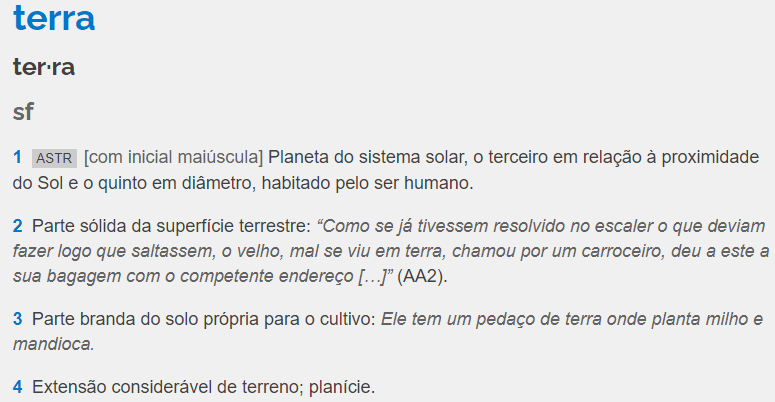 terra
ter·ra
sf
1 ASTR [com inicial maiúscula] Planeta do sistema solar, o terceiro em relação à proximidade
do Sol e o quinto em diâmetro, habitado pelo ser humano.
2 Parte sólida da superfície terrestre: “Como se já tivessem resolvido no escaler o que deviam
fazer logo que saltassem, o velho, mal se viu em terra, chamou por um carroceiro, deu a este a
sua bagagem com o competente endereço […]” (AA2).
3 Parte branda do solo própria para o cultivo: Ele tem um pedaço de terra onde planta milho e
mandioca.
4 Extensão considerável de terreno; planície.